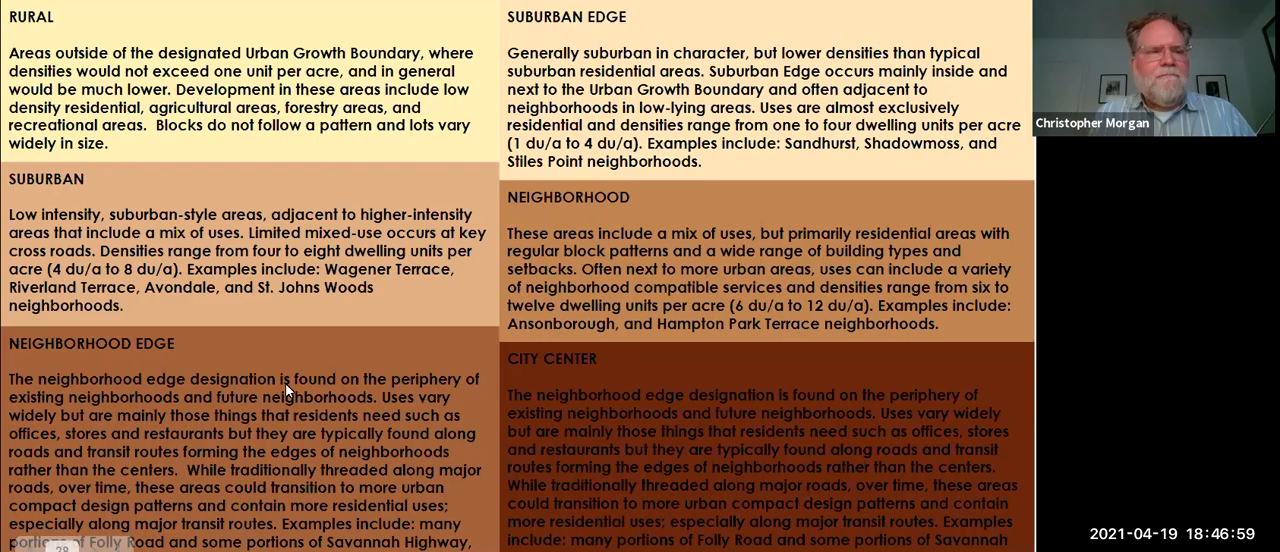 RURAL
Areas outside of the designated Urban Growth Boundary, where
densities would not exceed one unit per acre, and in general
would be much lower. Development in these areas include low
density residential, agricultural areas, forestry areas, and
recreational areas.  Blocks do not follow a pattern and lots vary
widely in size.
SUBURBAN
Low intensity, suburban-style areas, adjacent to higher-intensity
areas that include a mix of uses. Limited mixed-use occurs at key
cross roads. Densities range from four to eight dwelling units per
acre (4 du/a to 8 du/a). Examples include: Wagener Terrace,
Riverland Terrace, Avondale, and St. Johns Woods
neighborhoods.
NEIGHBORHOOD EDGE
The neighborhood edge designation is found on the periphery of
existing neighborhoods and future neighborhoods. Uses vary
widely but are mainly those things that residents need such as
offices, stores and restaurants but they are typically found along
roads and transit routes forming the edges of neighborhoods
rather than the centers.  While traditionally threaded along major
roads, over time, these areas could transition to more urban
compact design patterns and contain more residential uses;
especially along major transit routes. Examples include: many
portions of Folly Road and some portions of Savannah Highway,
28
SUBURBAN EDGE
Generally suburban in character, but lower densities than typical
suburban residential areas. Suburban Edge occurs mainly inside and
next to the Urban Growth Boundary and often adjacent to
neighborhoods in low-lying areas. Uses are almost exclusively
residential and densities range from one to four dwelling units per acre
(1 du/a to 4 du/a). Examples include: Sandhurst, Shadowmoss, and
Stiles Point neighborhoods.
NEIGHBORHOOD
These areas include a mix of uses, but primarily residential areas with
regular block patterns and a wide range of building types and
setbacks. Often next to more urban areas, uses can include a variety
of neighborhood compatible services and densities range from six to
twelve dwelling units per acre (6 du/a to 12 du/a). Examples include:
Ansonborough, and Hampton Park Terrace neighborhoods.
CITY CENTER
The neighborhood edge designation is found on the periphery of
existing neighborhoods and future neighborhoods. Uses vary widely
but are mainly those things that residents need such as offices, stores
and restaurants but they are typically found along roads and transit
routes forming the edges of neighborhoods rather than the centers.
While traditionally threaded along major roads, over time, these areas
could transition to more urban compact design patterns and contain
more residential uses; especially along major transit routes. Examples
include: many portions of Folly Road and some portions of Savannah
Christopher Morgan
2021-04-19 18:46:59